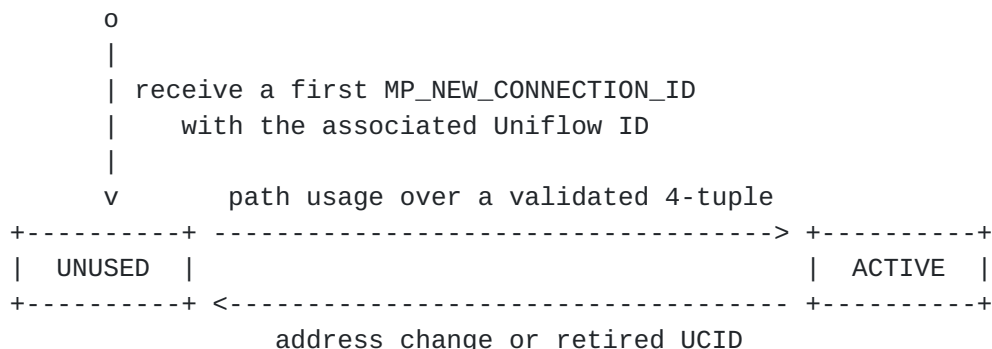 o
|
| receive a first MP_NEW_CONNECTION_ID
| with the associated Uniflow ID
|
v path usage over a validated 4-tuple
+----------+ ------------------------------------> +----------+
| UNUSED | | ACTIVE |
+----------+ <------------------------------------ +----------+
address change or retired UCID